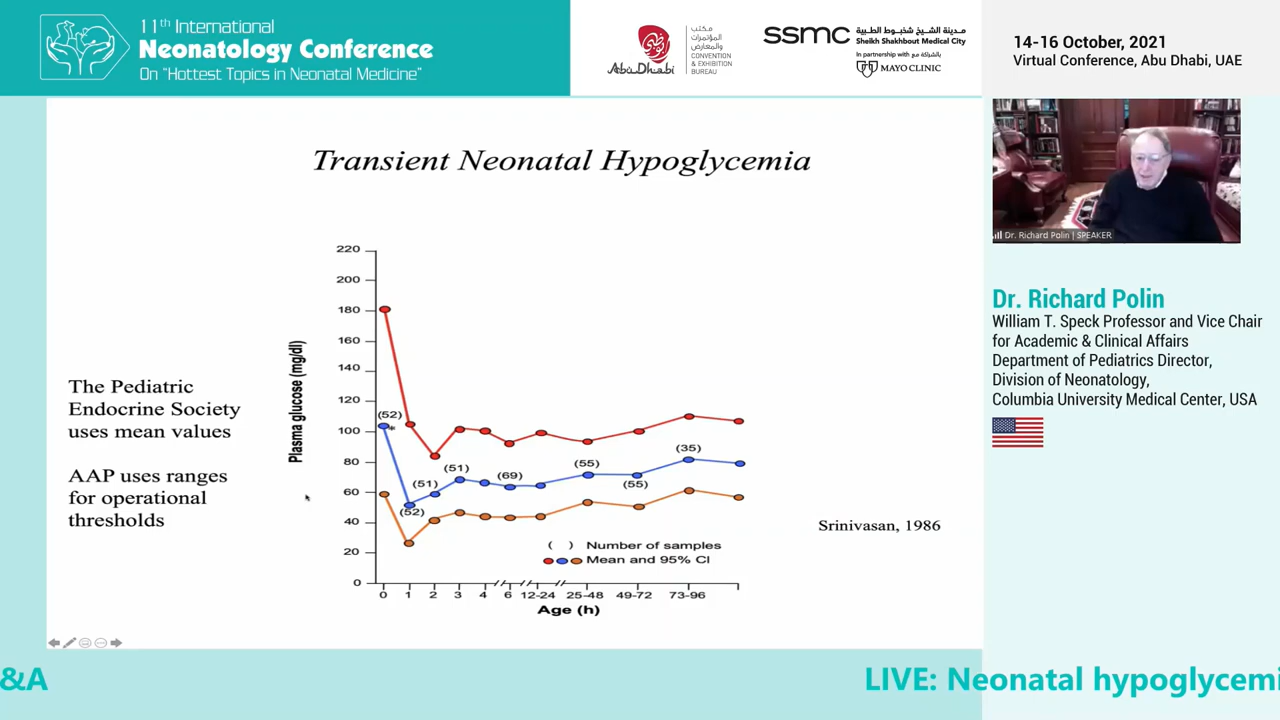 11th International
Neonatology Conference
On “Hottest Topics in Neonatal Medicine”
Abu Dhabi
مكتب
المؤتمرات
والمعارض
CONVENTION
& EXHIBITION
BUREAU
ssmc
مدينة الشيخ شخبوط الطبية
Sheikh Shakhbout Medical City
In partnership with بالشراكة مع
MAYO CLINIC
14-16 October, 2021
Virtual Conference, Abu Dhabi, UAE
Transient Neonatal Hypoglycemia
The Pediatric
Endocrine Society
uses mean values
AAP uses ranges
for operational
thresholds
Plasma glucose (mg/dl)
220
200
180
160
140
120
100
80
60
40
20
0
(52)
*
(52)
(51)
(51)
(69)
(55)
(55)
(35)
( ) Number of samples
Mean and 95% CI
0 1 2 3 4 6 12-24 25-48 49-72 73-96
Age (h)
Srinivasan, 1986
Dr. Richard Polin | SPEAKER
Dr. Richard Polin
William T. Speck Professor and Vice Chair
for Academic & Clinical Affairs
Department of Pediatrics Director,
Division of Neonatology,
Columbia University Medical Center, USA
&A LIVE: Neonatal hypoglycemi